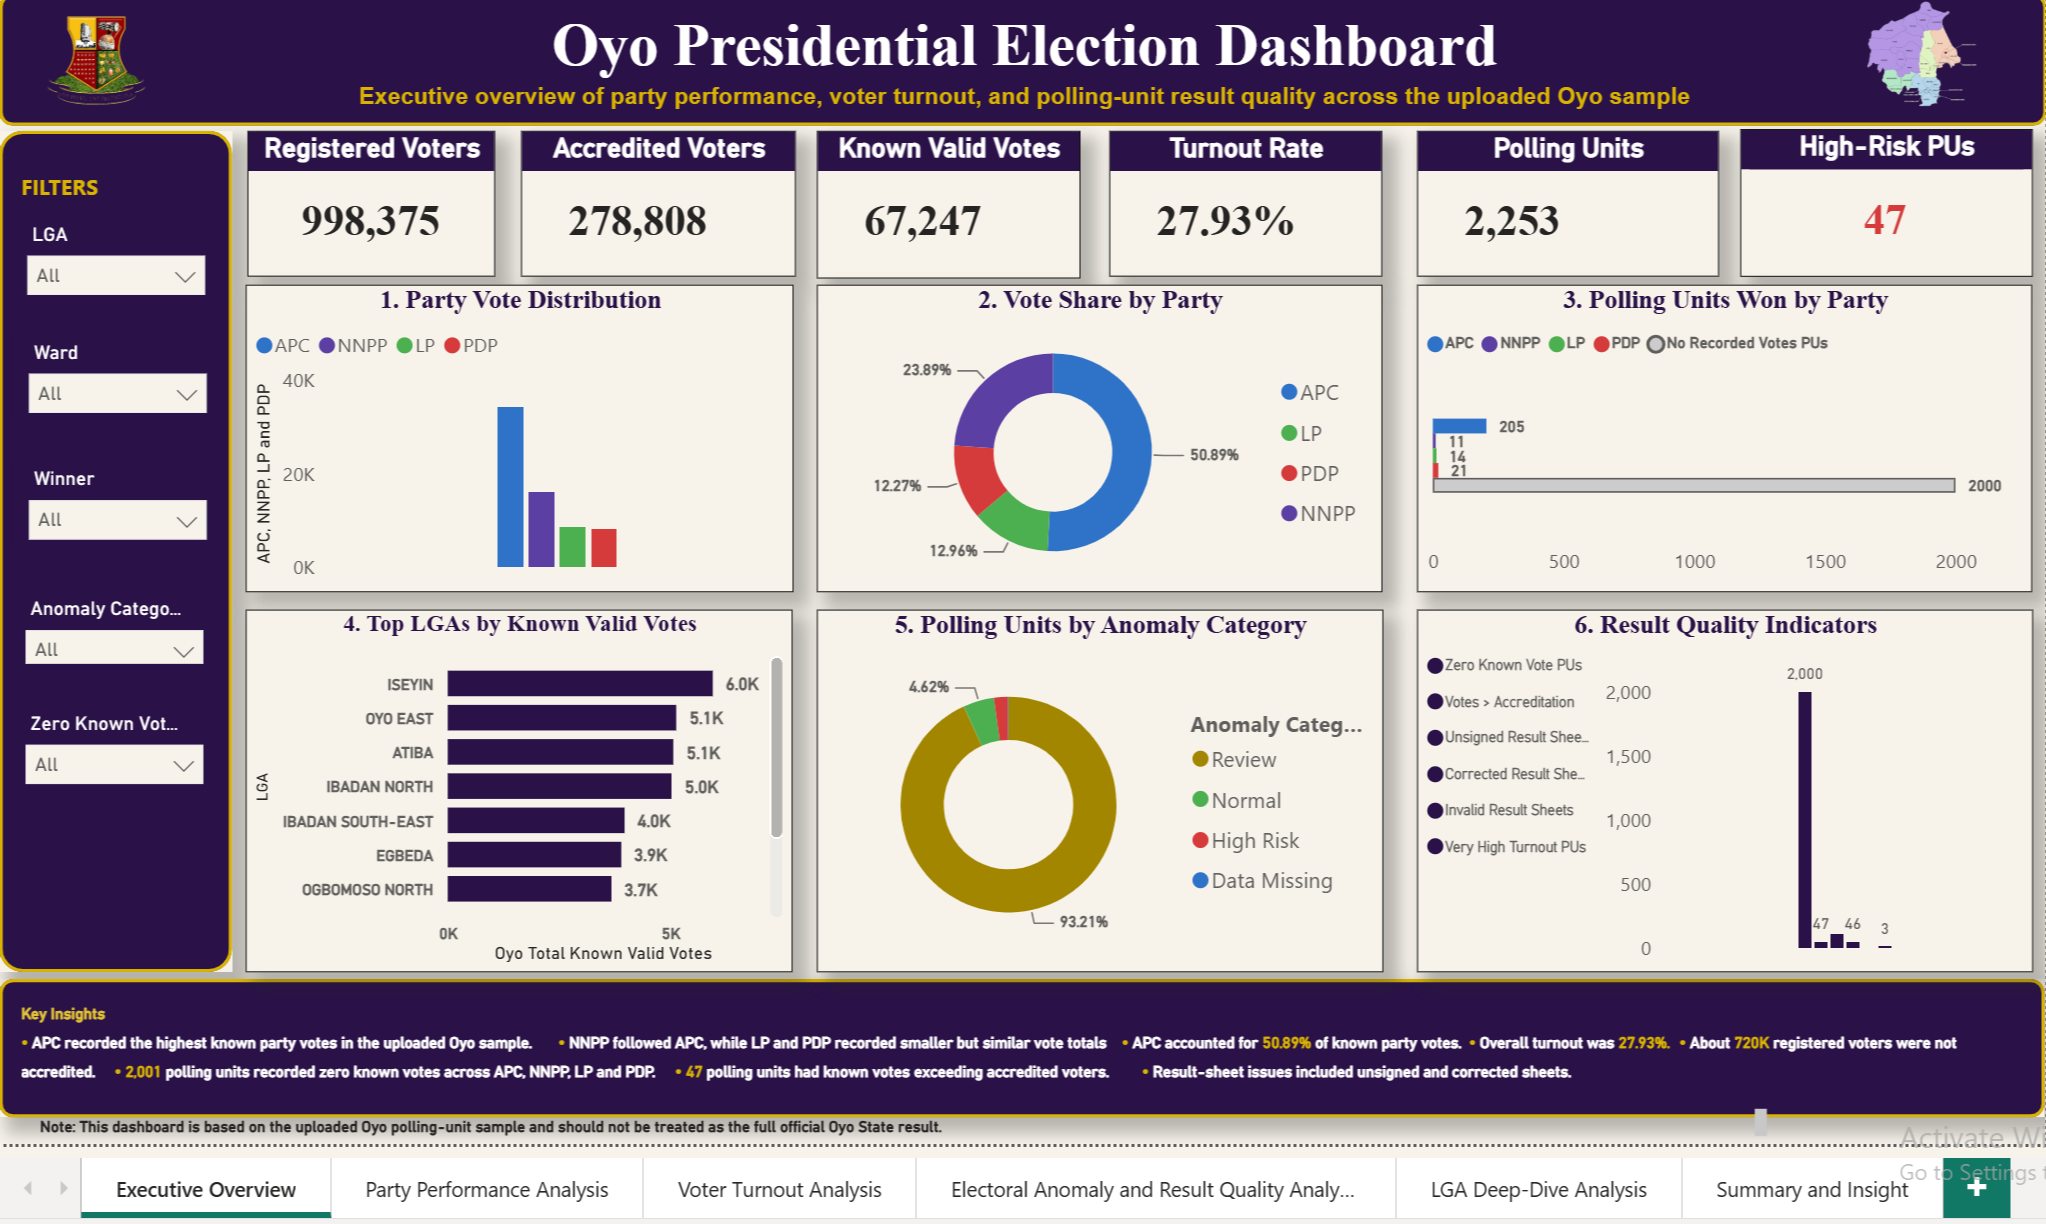 Oyo Presidential Election Dashboard
Executive overview of party performance, voter turnout, and polling-unit result quality across the uploaded Oyo sample
FILTERS
LGA
All
Ward
All
Winner
All
Anomaly Catego...
All
Zero Known Vot...
All
Registered Voters
998,375
Accredited Voters
278,808
Known Valid Votes
67,247
Turnout Rate
27.93%
Polling Units
2,253
High-Risk PUs
47
1. Party Vote Distribution
APC NNPP LP PDP
APC, NNPP, LP and PDP
40K
20K
0K
2. Vote Share by Party
23.89%
12.27%
12.96%
50.89%
APC
LP
PDP
NNPP
3. Polling Units Won by Party
APC NNPP LP PDP No Recorded Votes PUs
205
11
14
21
2000
0 500 1000 1500 2000
4. Top LGAs by Known Valid Votes
LGA
ISEYIN 6.0K
OYO EAST 5.1K
ATIBA 5.1K
IBADAN NORTH 5.0K
IBADAN SOUTH-EAST 4.0K
EGBEDA 3.9K
OGBOMOSO NORTH 3.7K
0K 5K
Oyo Total Known Valid Votes
5. Polling Units by Anomaly Category
4.62%
93.21%
Anomaly Categ...
Review
Normal
High Risk
Data Missing
6. Result Quality Indicators
Zero Known Vote PUs
Votes > Accreditation
Unsigned Result Shee...
Corrected Result She...
Invalid Result Sheets
Very High Turnout PUs
2,000
1,500
1,000
500
0
2,000
47 46 3
Key Insights
• APC recorded the highest known party votes in the uploaded Oyo sample. • NNPP followed APC, while LP and PDP recorded smaller but similar vote totals • APC accounted for 50.89% of known party votes. • Overall turnout was 27.93%. • About 720K registered voters were not
accredited. • 2,001 polling units recorded zero known votes across APC, NNPP, LP and PDP. • 47 polling units had known votes exceeding accredited voters. • Result-sheet issues included unsigned and corrected sheets.
Note: This dashboard is based on the uploaded Oyo polling-unit sample and should not be treated as the full official Oyo State result.
Activate Wi
Go to Settings t
Executive Overview
Party Performance Analysis
Voter Turnout Analysis
Electoral Anomaly and Result Quality Analy...
LGA Deep-Dive Analysis
Summary and Insight
+